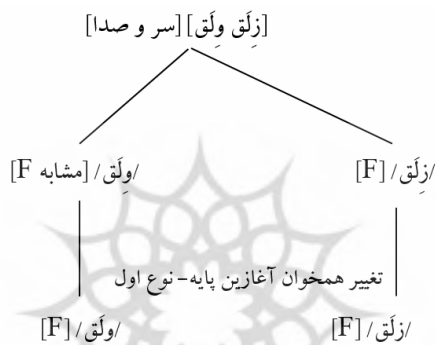 [زِلَق وِلَق] [سر و صدا]
/زِلَق/ [F] /وِلَق/ [مشابه F]
تغییر همخوان آغازین پایه- نوع اول
/زلَق/ [F] /ولَق/ [F]